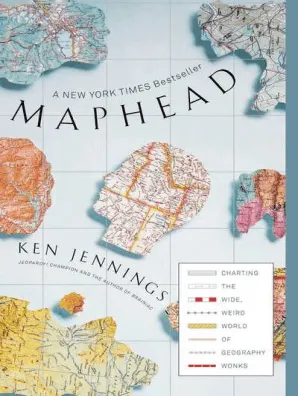 A NEW YORK TIMES Bestseller
MAPHEAD
KEN JENNINGS
JEOPARDY! CHAMPION AND THE AUTHOR OF BRAINIAC
CHARTING
THE
WIDE,
WEIRD
WORLD
OF
GEOGRAPHY
WONKS